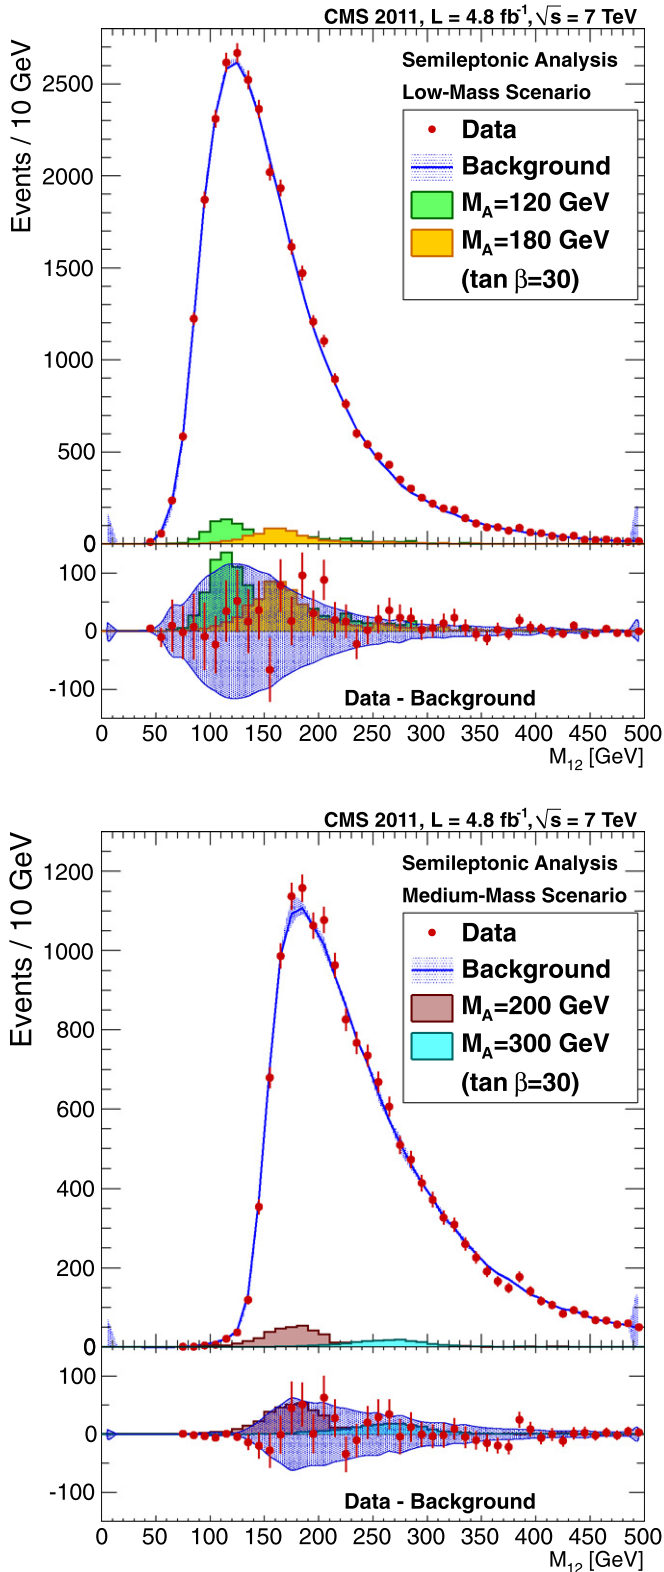 CMS 2011, L = 4.8 fb⁻¹, √s = 7 TeV
Events / 10 GeV
Semileptonic Analysis
Low-Mass Scenario
Data
Background
M_A=120 GeV
M_A=180 GeV
(tan β=30)
2500
2000
1500
1000
500
0
100
0
-100
Data - Background
0 50 100 150 200 250 300 350 400 450 500
M₁₂ [GeV]
CMS 2011, L = 4.8 fb⁻¹, √s = 7 TeV
Events / 10 GeV
Semileptonic Analysis
Medium-Mass Scenario
Data
Background
M_A=200 GeV
M_A=300 GeV
(tan β=30)
1200
1000
800
600
400
200
0
100
0
-100
Data - Background
0 50 100 150 200 250 300 350 400 450 500
M₁₂ [GeV]